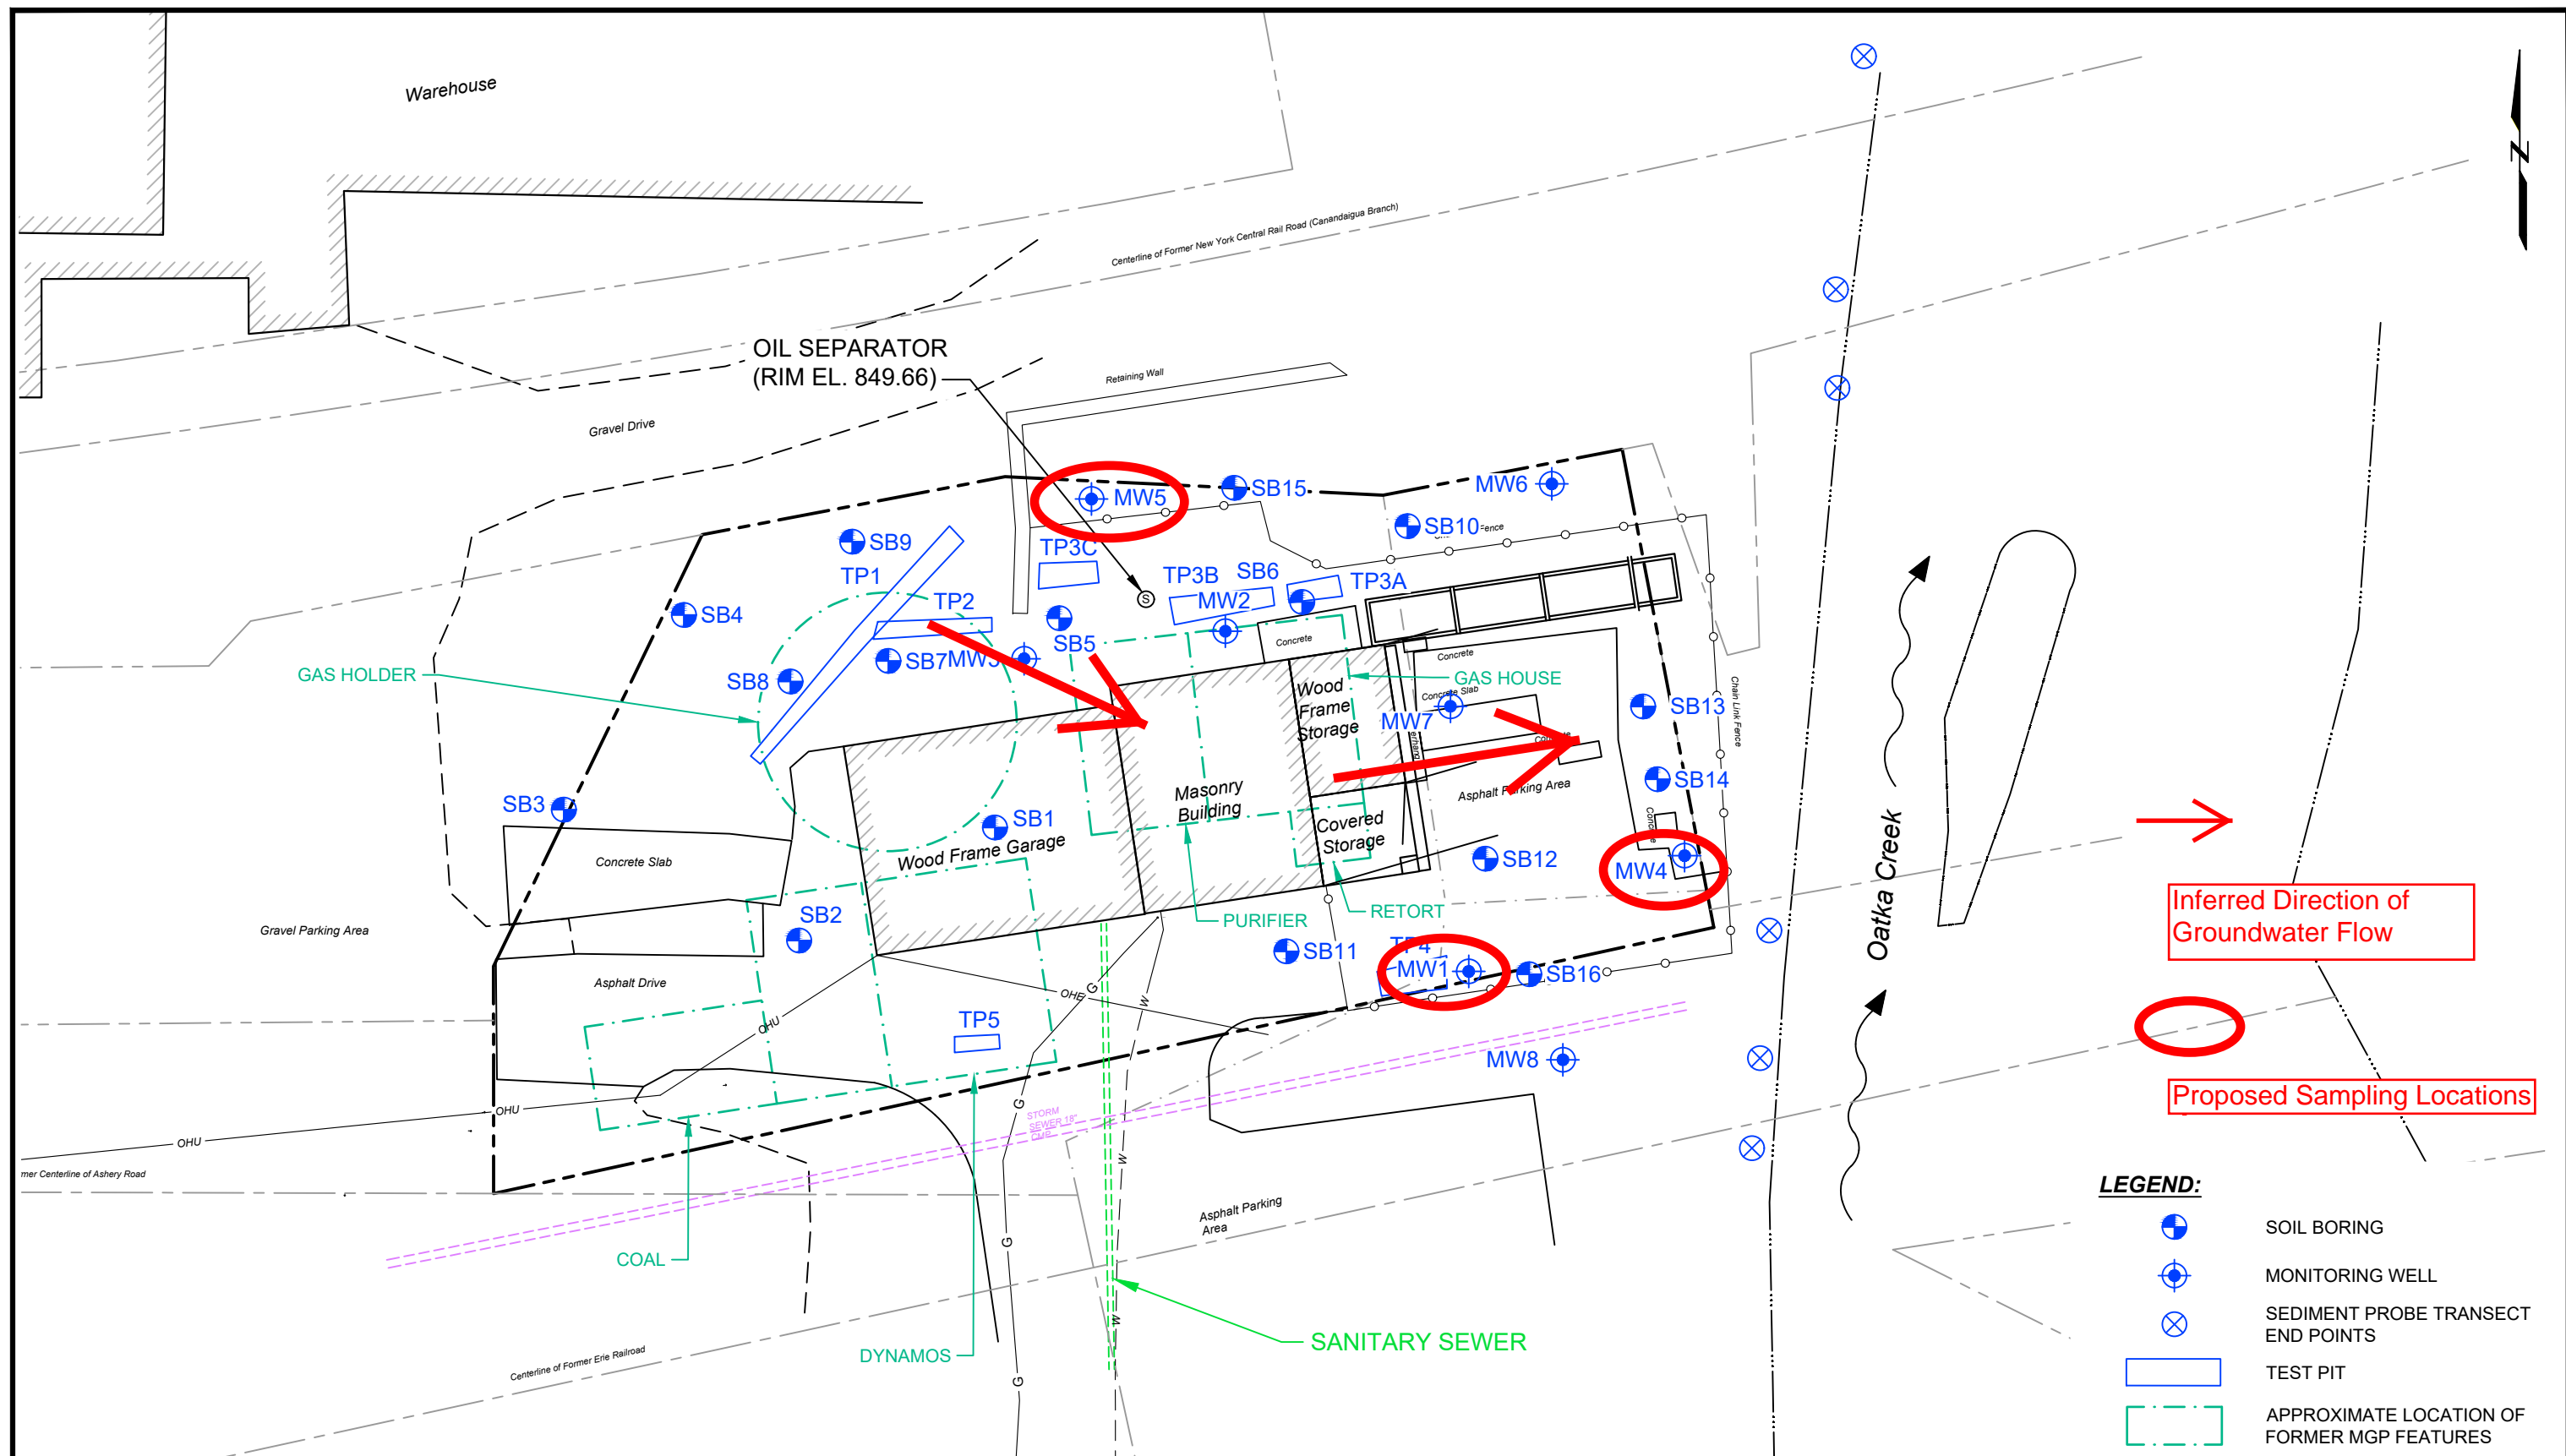 Warehouse
N
Centerline of Former New York Central Rail Road (Canandaigua Branch)
OIL SEPARATOR
(RIM EL. 849.66)
Retaining Wall
Gravel Drive
MW5
SB15
MW6
SB10
Fence
SB9
TP1
TP3C
TP3B
SB6
TP3A
MW2
TP2
S
SB4
SB5
Concrete
Concrete
SB7
MW3
SB8
GAS HOLDER
GAS HOUSE
Wood
Frame
Storage
Concrete Slab
MW7
SB13
Chain Link Fence
SB14
Asphalt Parking Area
SB3
Masonry
Building
SB1
Wood Frame Garage
Covered
Storage
Concrete
SB12
MW4
Concrete Slab
Oatka Creek
Inferred Direction of
Groundwater Flow
SB2
PURIFIER
RETORT
Gravel Parking Area
SB11
TP4
MW1
SB16
Asphalt Drive
OHE
G
W
OHU
TP5
MW8
Proposed Sampling Locations
OHU
G
STORM
SEWER 18"
CMP
OHU
W
mer Centerline of Ashery Road
LEGEND:
Asphalt Parking
Area
SOIL BORING
G
COAL
MONITORING WELL
SEDIMENT PROBE TRANSECT
END POINTS
W
SANITARY SEWER
DYNAMOS
Centerline of Former Erie Railroad
TEST PIT
G
APPROXIMATE LOCATION OF
FORMER MGP FEATURES